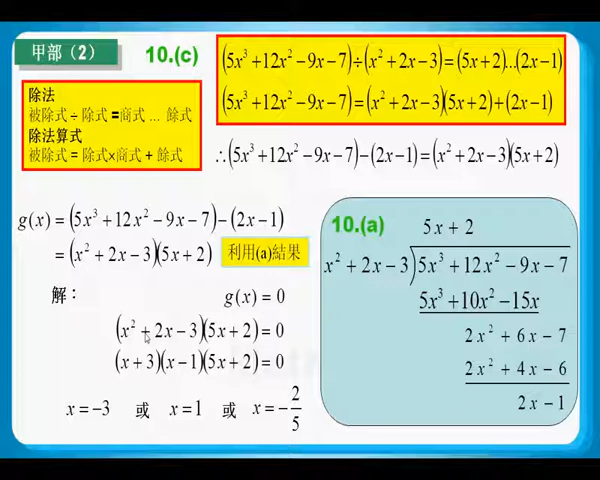 甲部（2）
10.(c)
(5x³+12x²−9x−7)÷(x²+2x−3)=(5x+2)...(2x−1)
(5x³+12x²−9x−7)=(x²+2x−3)(5x+2)+(2x−1)
除法
被除式÷除式=商式 ... 餘式
除法算式
被除式 = 除式×商式 + 餘式
∴(5x³+12x²−9x−7)−(2x−1)=(x²+2x−3)(5x+2)
g(x)=(5x³+12x²−9x−7)−(2x−1)
=(x²+2x−3)(5x+2)
利用(a)結果
解：
g(x)=0
(x²+2x−3)(5x+2)=0
(x+3)(x−1)(5x+2)=0
x=−3 或 x=1 或 x=−2/5
10.(a)
5x+2
x²+2x−3)5x³+12x²−9x−7
5x³+10x²−15x
2x²+6x−7
2x²+4x−6
2x−1